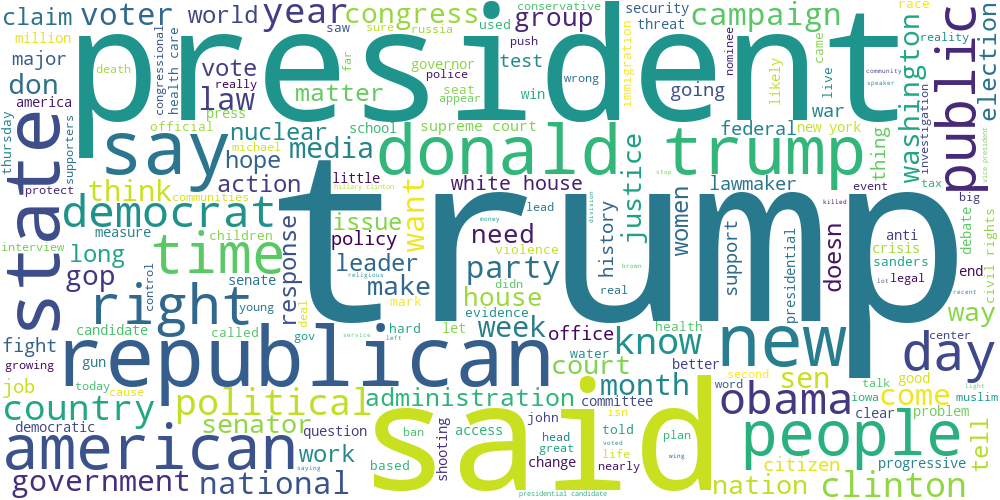 claim
voter
world
year
congress
group
security
threat
campaign
public
election
race
reality
president
major
million
don
america
death
vote
really
law
matter
saw
sure
russia
far
governor
police
conservative
used
push
test
seat
appear
win
wrong
going
immigration
nominee
likely
live
came
war
washington
community
speaker
investigation
tax
vice president
thursday
supporters
congressional
health care
press
official
state
say
nuclear
michael
hope
media
school
supreme court
donald trump
federal
new york
thing
protect
think
communities
action
little
hillary clinton
white house
justice
women
lawmaker
event
killed
big
stop
democrat
trump
want
issue
policy
need
lead
money
division
history
support
presidential
doesn
anti
crisis
sanders
legal
debate
civil rights
end
interview
measure
children
time
response
leader
party
violence
didn
real
long
gop
control
senate
young
right
make
mark
religious
house
evidence
brown
lot
recent
way
candidate
called
deal
gov
hard
left
let
service
week
office
water
health
know
better
new
day
center
fight
growing
gun
today
cause
republican
court
job
country
political
administration
month
second
word
sen
obama
come
talk
good
iowa
light
muslim
democratic
senator
question
said
committee
john
isn
told
voted
clear
problem
people
tell
american
work
saying
ban
based
access
shooting
head
great
change
life
nearly
plan
wing
citizen
progressive
government
national
presidential candidate
nation
clinton